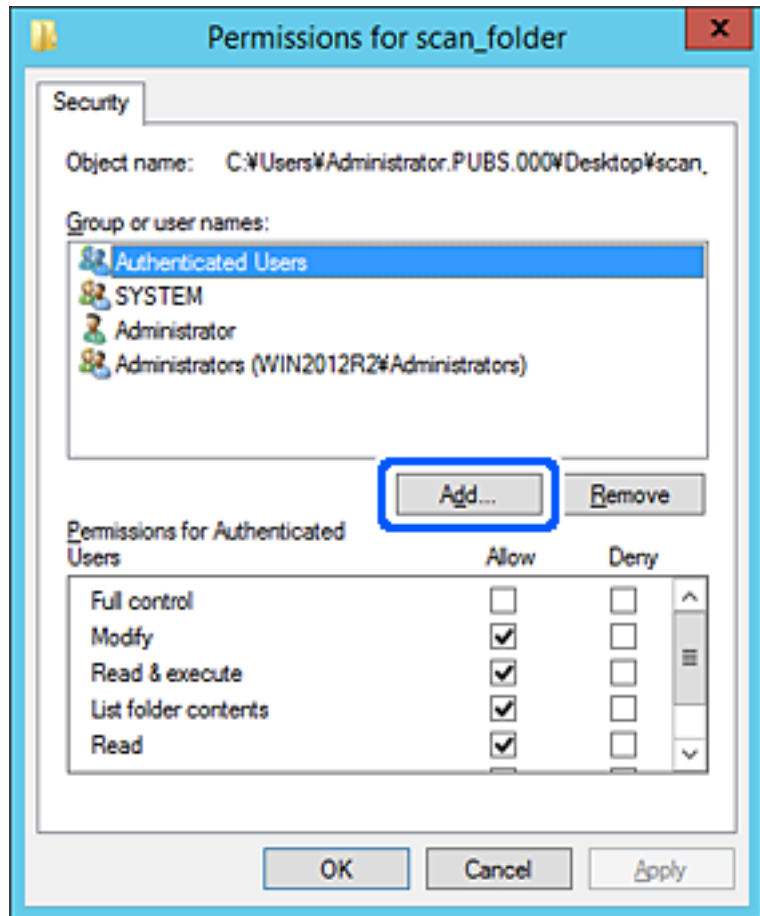 Permissions for scan_folder
x
Security
Object name: C:¥Users¥Administrator.PUBS.000¥Desktop¥scan_
Group or user names:
Authenticated Users
SYSTEM
Administrator
Administrators (WIN2012R2¥Administrators)
Add... Remove
Permissions for Authenticated
Users Allow Deny
Full control
Modify
Read & execute
List folder contents
Read
OK Cancel Apply